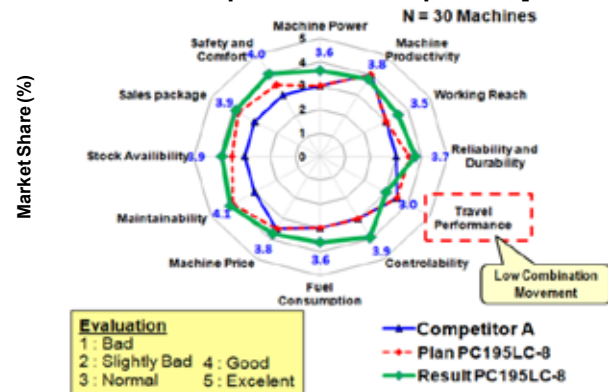 N = 30 Machines
Machine Power
3.6
Safety and
Comfort
4.0
Machine
Productivity
3.8
Sales package
3.9
Working Reach
3.5
5
4
3
2
1
0
Market Share (%)
Stock Availibility
3.9
Reliability and
Durability
3.7
Maintainability
4.1
Travel
Performance
3.0
Machine Price
3.8
Controlability
3.9
Fuel
Consumption
3.6
Low Combination
Movement
Evaluation
1 : Bad
2 : Slightly Bad 4 : Good
3 : Normal 5 : Excelent
Competitor A
Plan PC195LC-8
Result PC195LC-8